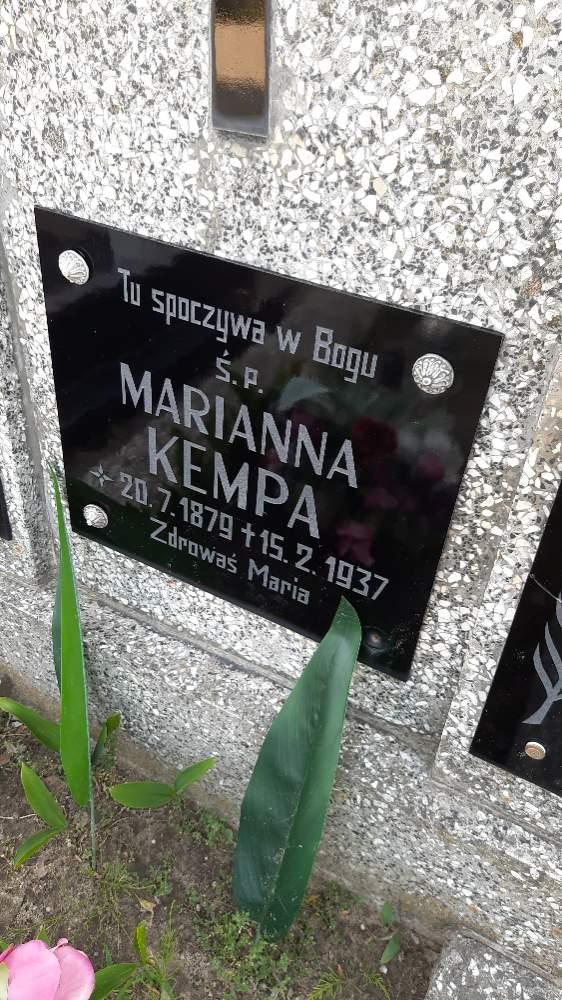 Tu spoczywa w Bogu
Ś. P.
MARIANNA
KEMPA
20.7.1879 † 15.2.1937
Zdrowaś Maria